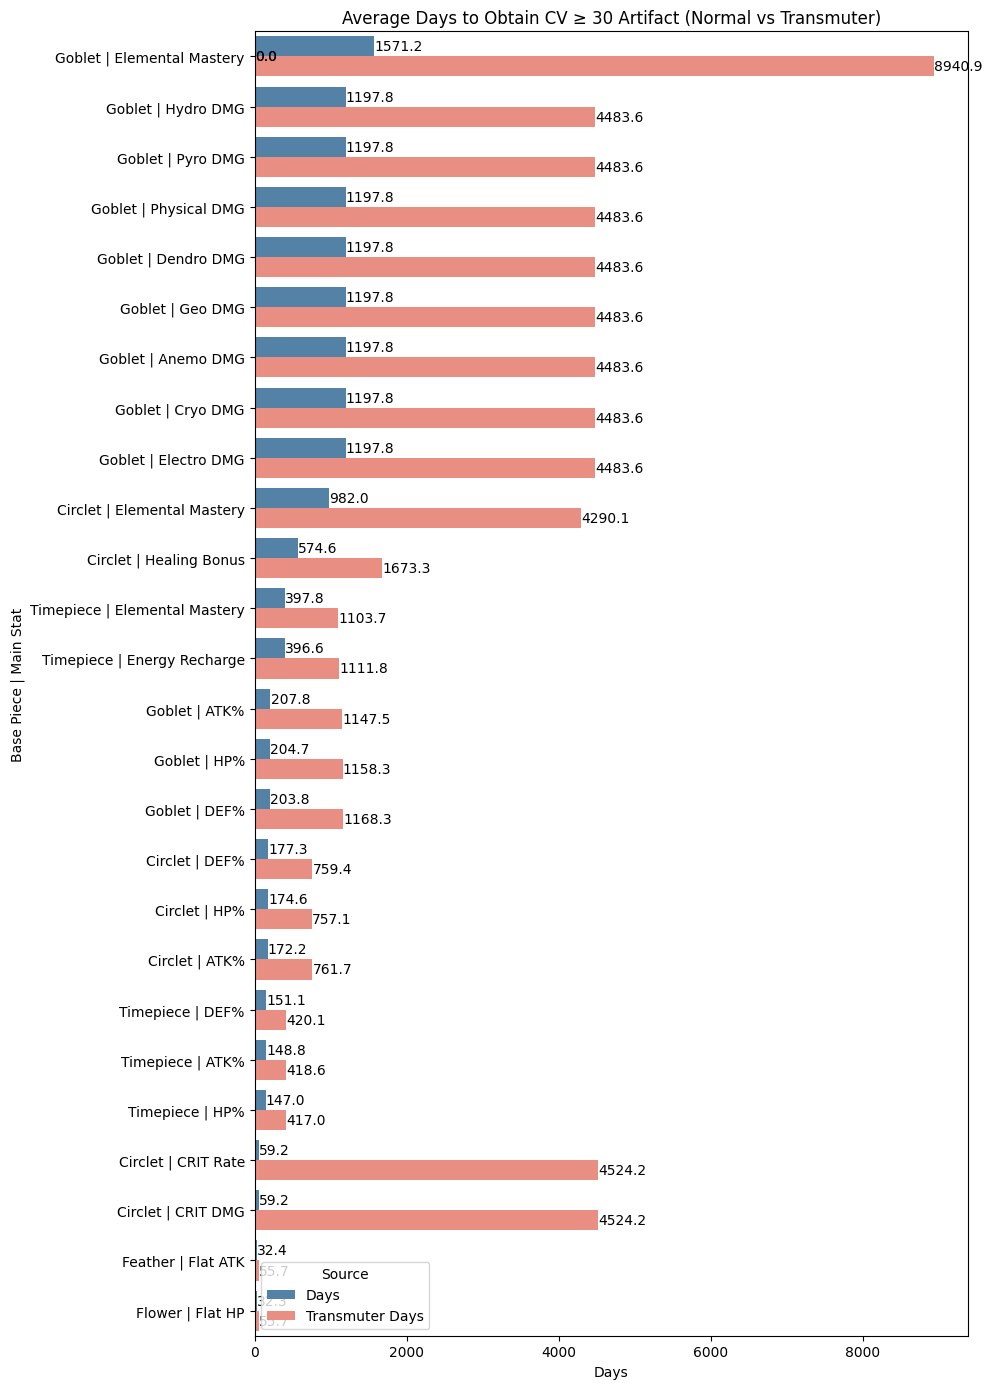 Average Days to Obtain CV ≥ 30 Artifact (Normal vs Transmuter)
Base Piece | Main Stat
Goblet | Elemental Mastery
0.0
1571.2
8940.9
Goblet | Hydro DMG
1197.8
4483.6
Goblet | Pyro DMG
1197.8
4483.6
Goblet | Physical DMG
1197.8
4483.6
Goblet | Dendro DMG
1197.8
4483.6
Goblet | Geo DMG
1197.8
4483.6
Goblet | Anemo DMG
1197.8
4483.6
Goblet | Cryo DMG
1197.8
4483.6
Goblet | Electro DMG
1197.8
4483.6
Circlet | Elemental Mastery
982.0
4290.1
Circlet | Healing Bonus
574.6
1673.3
Timepiece | Elemental Mastery
397.8
1103.7
Timepiece | Energy Recharge
396.6
1111.8
Goblet | ATK%
207.8
1147.5
Goblet | HP%
204.7
1158.3
Goblet | DEF%
203.8
1168.3
Circlet | DEF%
177.3
759.4
Circlet | HP%
174.6
757.1
Circlet | ATK%
172.2
761.7
Timepiece | DEF%
151.1
420.1
Timepiece | ATK%
148.8
418.6
Timepiece | HP%
147.0
417.0
Circlet | CRIT Rate
59.2
4524.2
Circlet | CRIT DMG
59.2
4524.2
Feather | Flat ATK
32.4
55.7
Flower | Flat HP
32.3
55.7
Source
Days
Transmuter Days
0 2000 4000 6000 8000
Days